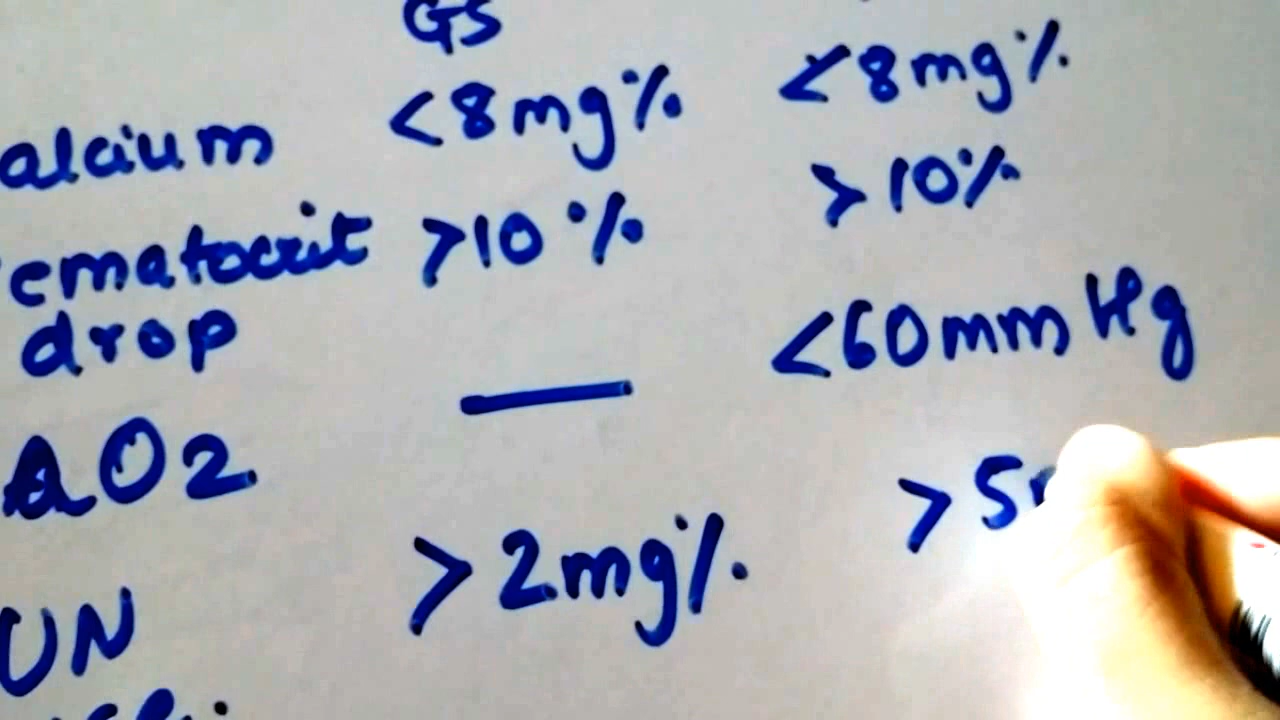 GS
alcium <8mg% <8mg%
ematocrit >10% >10%
drop
aO2 — <60mmHg
UN >2mg% >5